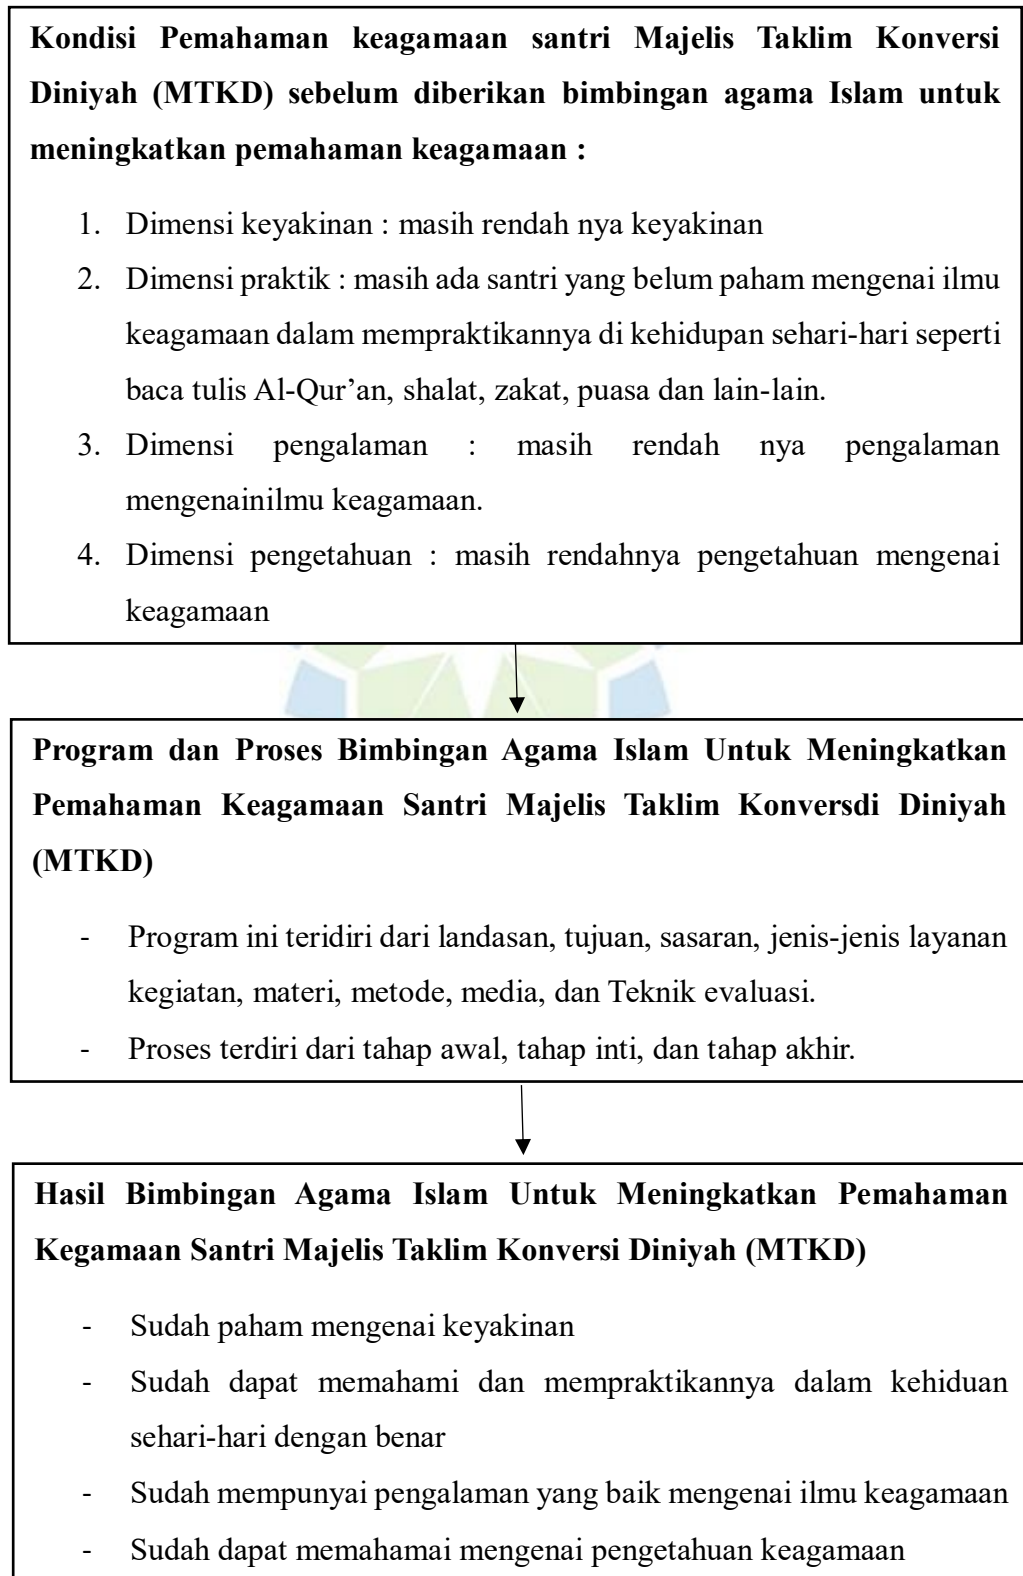 Kondisi Pemahaman keagamaan santri Majelis Taklim Konversi
Diniyah (MTKD) sebelum diberikan bimbingan agama Islam untuk
meningkatkan pemahaman keagamaan :
1. Dimensi keyakinan : masih rendah nya keyakinan
2. Dimensi praktik : masih ada santri yang belum paham mengenai ilmu
keagamaan dalam mempraktikannya di kehidupan sehari-hari seperti
baca tulis Al-Qur’an, shalat, zakat, puasa dan lain-lain.
3. Dimensi pengalaman : masih rendah nya pengalaman
mengenainilmu keagamaan.
4. Dimensi pengetahuan : masih rendahnya pengetahuan mengenai
keagamaan
Program dan Proses Bimbingan Agama Islam Untuk Meningkatkan
Pemahaman Keagamaan Santri Majelis Taklim Konversdi Diniyah
(MTKD)
- Program ini teridiri dari landasan, tujuan, sasaran, jenis-jenis layanan
kegiatan, materi, metode, media, dan Teknik evaluasi.
- Proses terdiri dari tahap awal, tahap inti, dan tahap akhir.
Hasil Bimbingan Agama Islam Untuk Meningkatkan Pemahaman
Kegamaan Santri Majelis Taklim Konversi Diniyah (MTKD)
- Sudah paham mengenai keyakinan
- Sudah dapat memahami dan mempraktikannya dalam kehiduan
sehari-hari dengan benar
- Sudah mempunyai pengalaman yang baik mengenai ilmu keagamaan
- Sudah dapat memahamai mengenai pengetahuan keagamaan